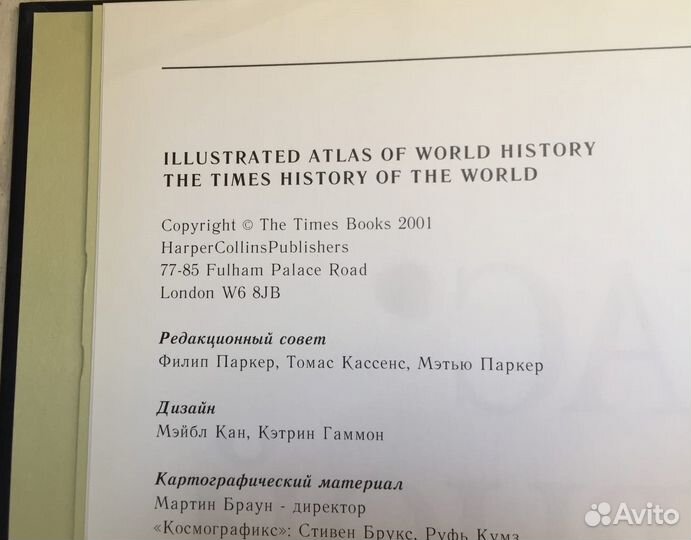 ILLUSTRATED ATLAS OF WORLD HISTORY
THE TIMES HISTORY OF THE WORLD
Copyright © The Times Books 2001
HarperCollinsPublishers
77-85 Fulham Palace Road
London W6 8JB
Редакционный совет
Филип Паркер, Томас Кассенс, Мэтью Паркер
Дизайн
Мэйбл Кан, Кэтрин Гаммон
Картографический материал
Мартин Браун - директор
«Космографикс»: Стивен Брукс, Руфь Кумз
Avito